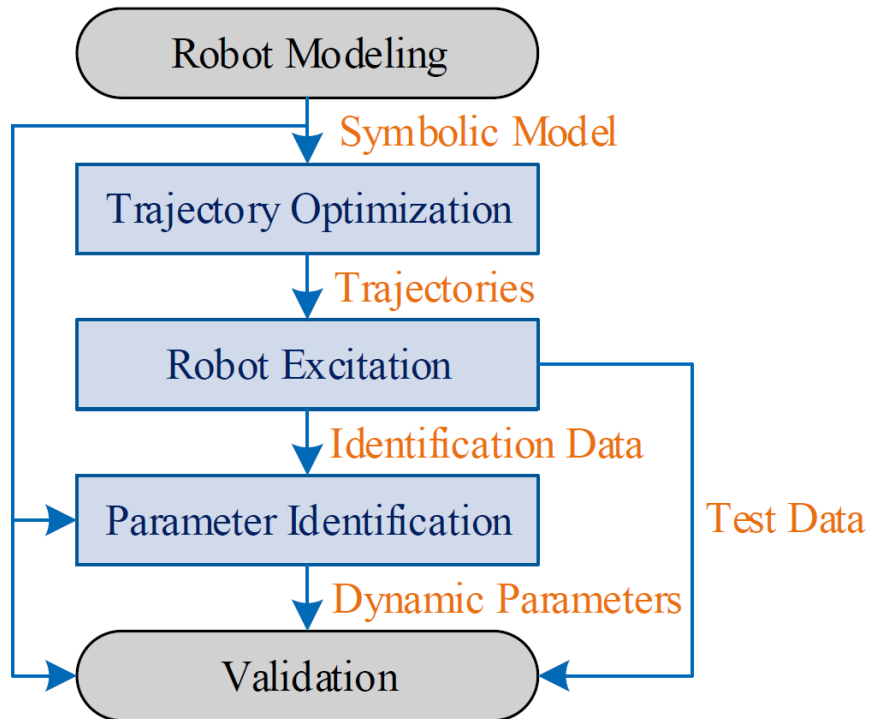 Robot Modeling
Symbolic Model
Trajectory Optimization
Trajectories
Robot Excitation
Identification Data
Parameter Identification
Test Data
Dynamic Parameters
Validation